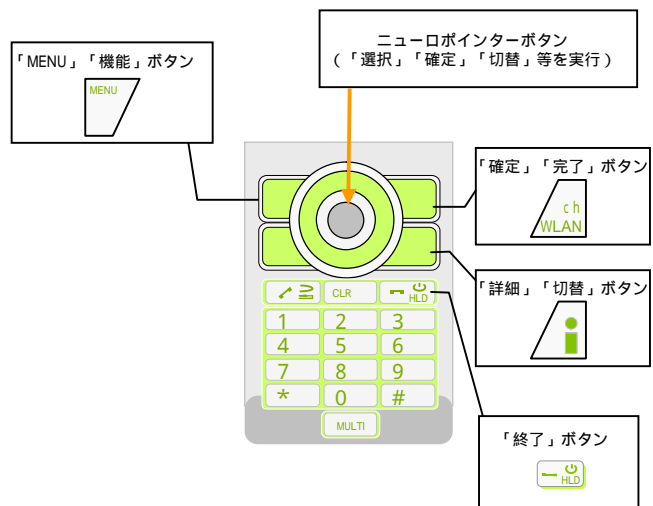 ニューロポインターボタン
(「選択」「確定」「切替」等を実行)
「MENU」「機能」ボタン
MENU
「確定」「完了」ボタン
ch
WLAN
「詳細」「切替」ボタン
i
CLR
HLD
1 2 3
4 5 6
7 8 9
* 0 #
MULTI
「終了」ボタン
HLD